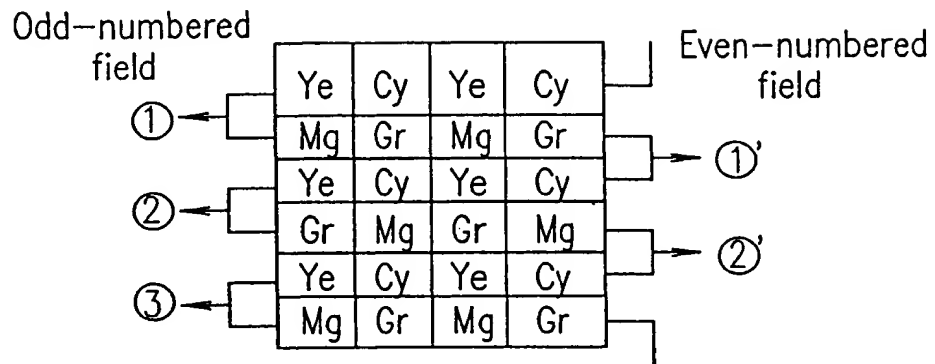 Odd-numbered
field
Even-numbered
field
Ye Cy Ye Cy
① Mg Gr Mg Gr ①'
Ye Cy Ye Cy
② Gr Mg Gr Mg ②'
Ye Cy Ye Cy
③ Mg Gr Mg Gr